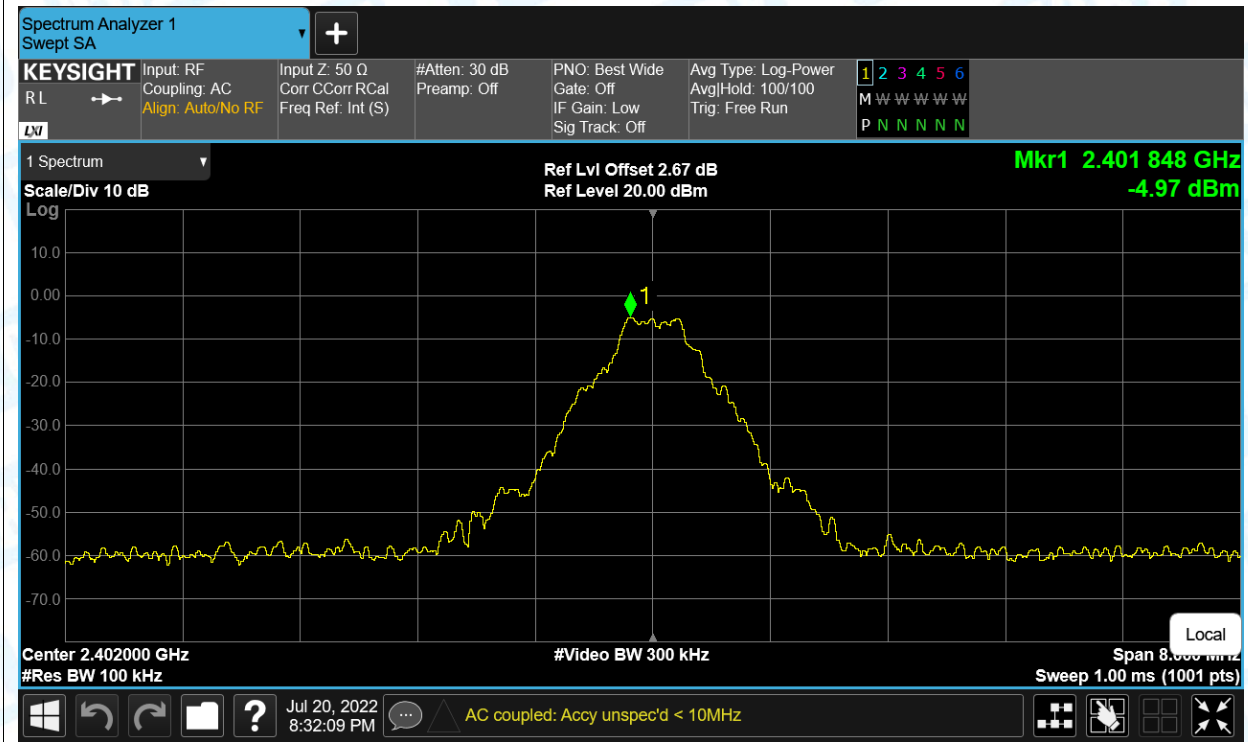 Spectrum Analyzer 1
Swept SA
KEYSIGHT
R L
LXI
Input: RF
Coupling: AC
Align: Auto/No RF
Input Z: 50 Ω
Corr CCorr RCal
Freq Ref: Int (S)
#Atten: 30 dB
Preamp: Off
PNO: Best Wide
Gate: Off
IF Gain: Low
Sig Track: Off
Avg Type: Log-Power
Avg|Hold: 100/100
Trig: Free Run
1 2 3 4 5 6
M W W W W W W
P N N N N N N
1 Spectrum
Scale/Div 10 dB
Log
Ref Lvl Offset 2.67 dB
Ref Level 20.00 dBm
Mkr1 2.401 848 GHz
-4.97 dBm
10.0
0.00
-10.0
-20.0
-30.0
-40.0
-50.0
-60.0
-70.0
1
Local
Center 2.402000 GHz
#Res BW 100 kHz
#Video BW 300 kHz
Span 8.000 MHz
Sweep 1.00 ms (1001 pts)
?
Jul 20, 2022
8:32:09 PM
AC coupled: Accy unspec'd < 10MHz